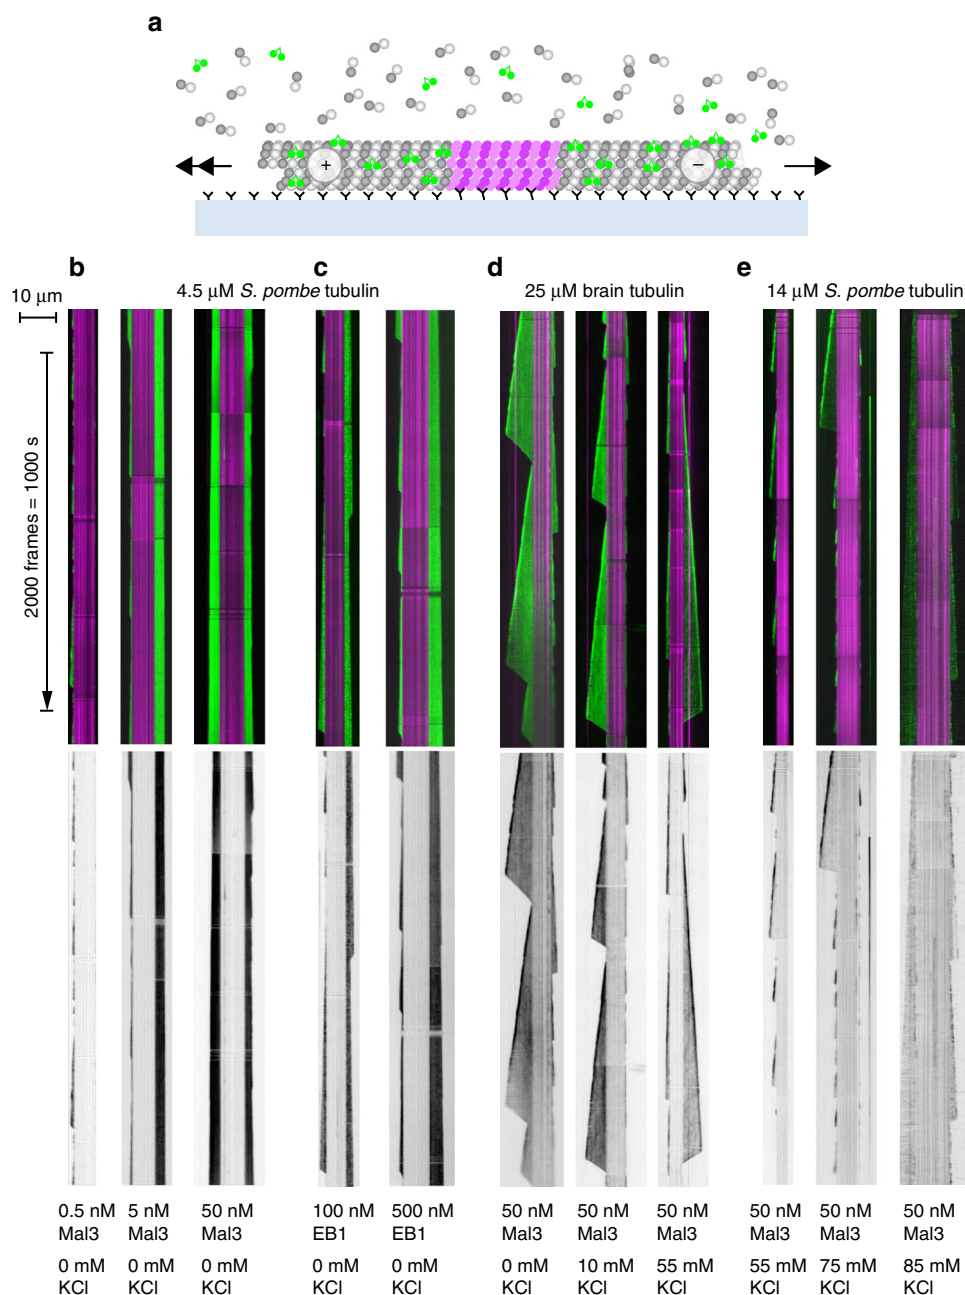 a
+
−
b
c
d
e
10 μm
4.5 μM S. pombe tubulin
25 μM brain tubulin
14 μM S. pombe tubulin
2000 frames = 1000 s
0.5 nM
Mal3
0 mM
KCl
5 nM
Mal3
0 mM
KCl
50 nM
Mal3
0 mM
KCl
100 nM
EB1
0 mM
KCl
500 nM
EB1
0 mM
KCl
50 nM
Mal3
0 mM
KCl
50 nM
Mal3
10 mM
KCl
50 nM
Mal3
55 mM
KCl
50 nM
Mal3
55 mM
KCl
50 nM
Mal3
75 mM
KCl
50 nM
Mal3
85 mM
KCl